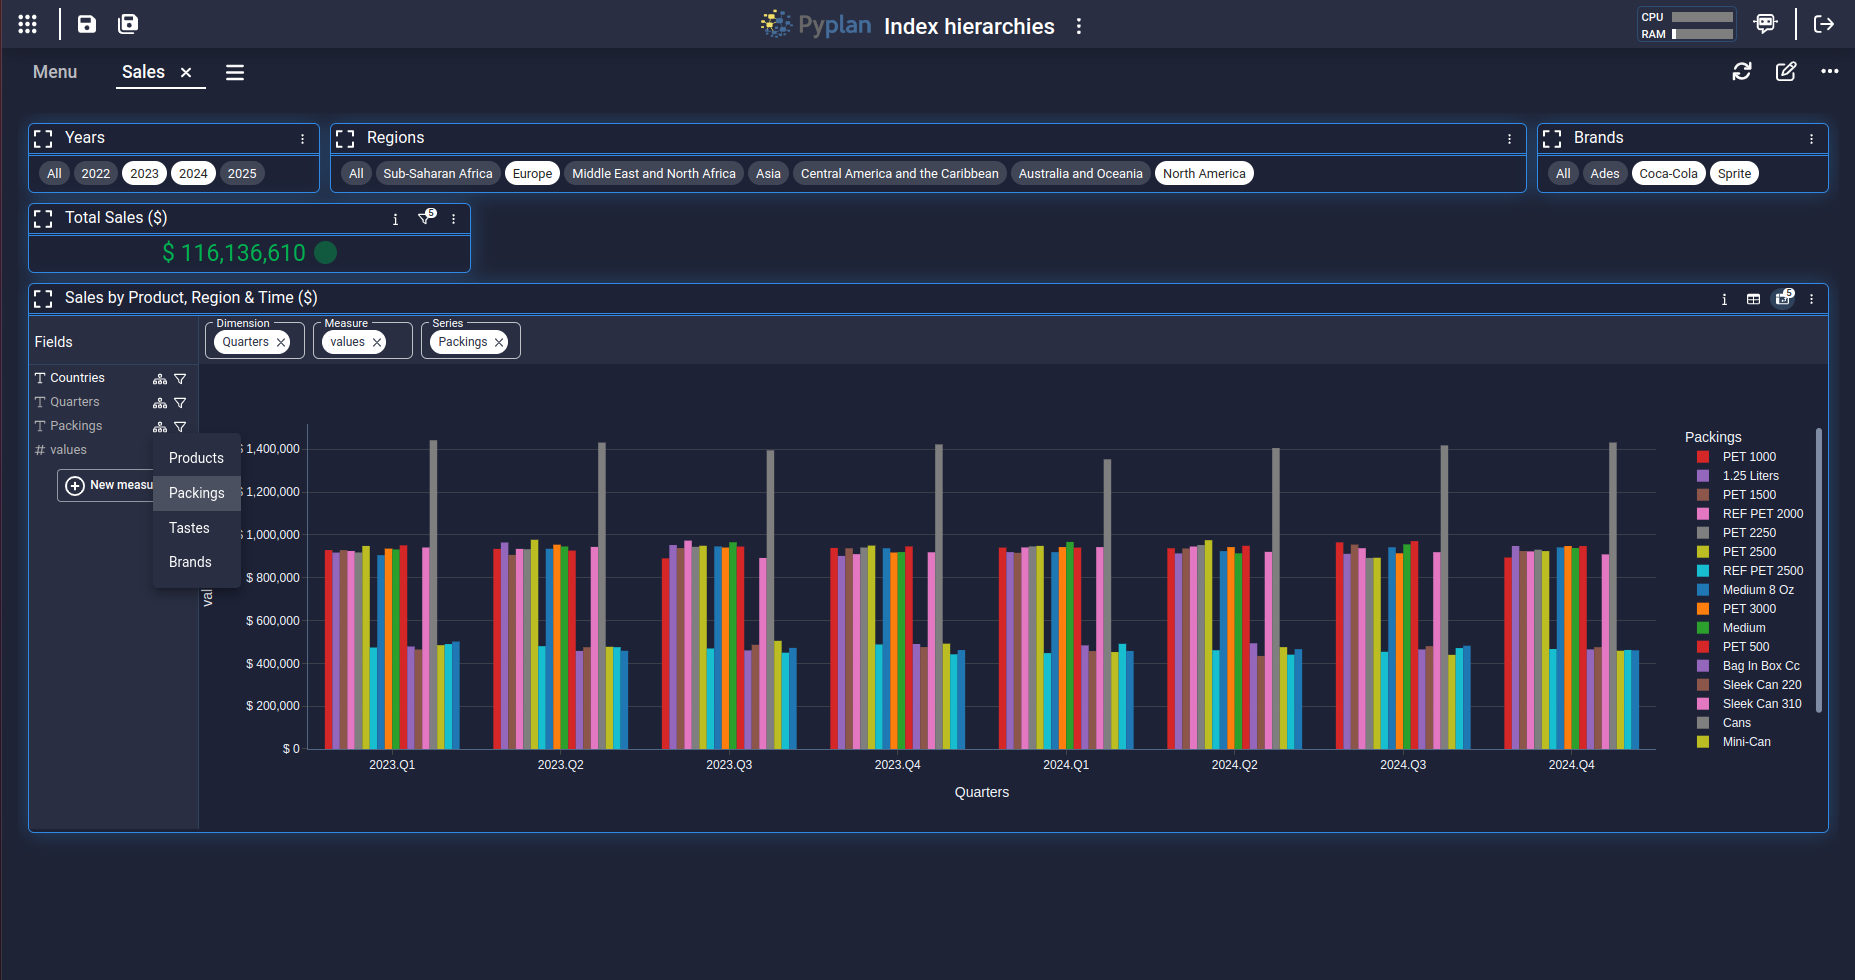 Pyplan Index hierarchies
CPU
RAM
Menu
Sales
Years
All 2022 2023 2024 2025
Regions
All Sub-Saharan Africa Europe Middle East and North Africa Asia Central America and the Caribbean Australia and Oceania North America
Brands
All Ades Coca-Cola Sprite
Total Sales ($)
5
$ 116,136,610
Sales by Product, Region & Time ($)
5
Fields
Dimension
Quarters
Measure
values
Series
Packings
Countries
Quarters
Packings
# values
New measu
Products
Packings
Tastes
Brands
$ 1,400,000
$ 1,200,000
$ 1,000,000
$ 800,000
$ 600,000
$ 400,000
$ 200,000
$ 0
val
2023.Q1
2023.Q2
2023.Q3
2023.Q4
2024.Q1
2024.Q2
2024.Q3
2024.Q4
Quarters
Packings
PET 1000
1.25 Liters
PET 1500
REF PET 2000
PET 2250
PET 2500
REF PET 2500
Medium 8 Oz
PET 3000
Medium
PET 500
Bag In Box Cc
Sleek Can 220
Sleek Can 310
Cans
Mini-Can